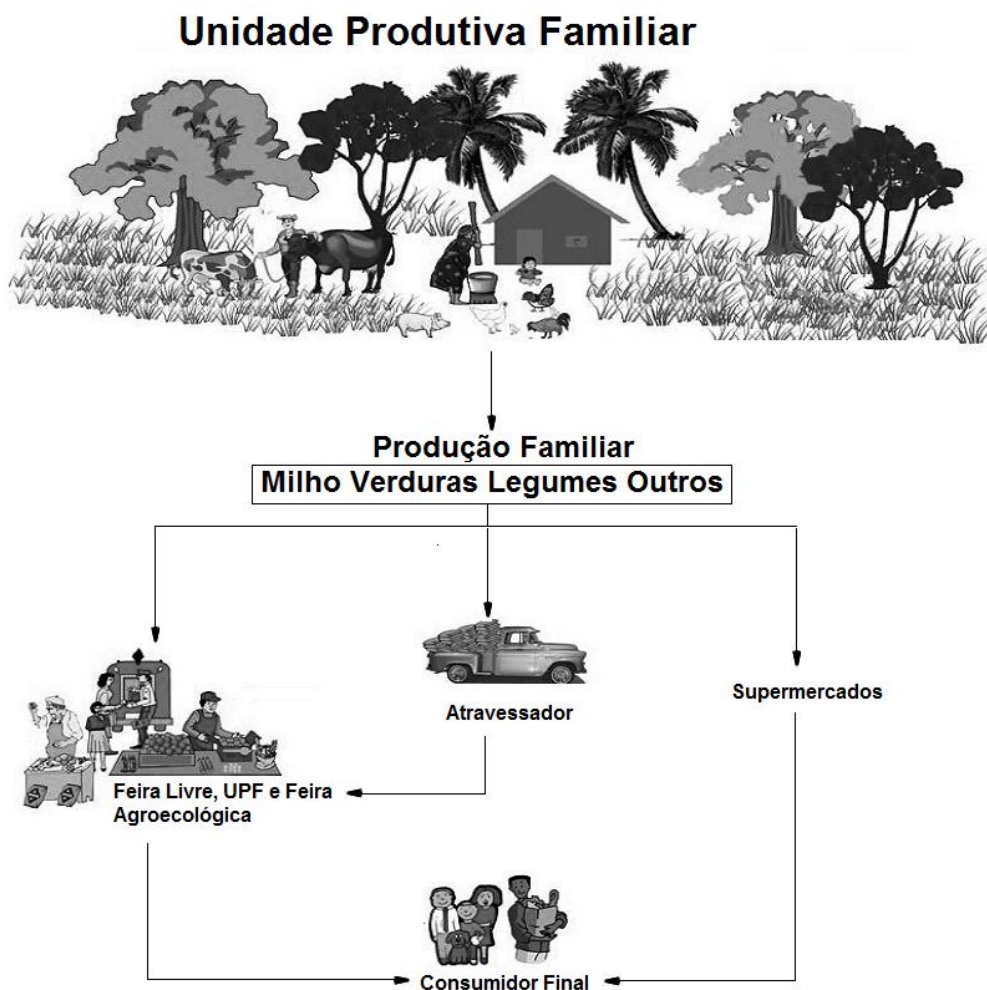 Unidade Produtiva Familiar
Produção Familiar
Milho Verduras Legumes Outros
Atravessador
Supermercados
Feira Livre, UPF e Feira
Agroecológica
Consumidor Final